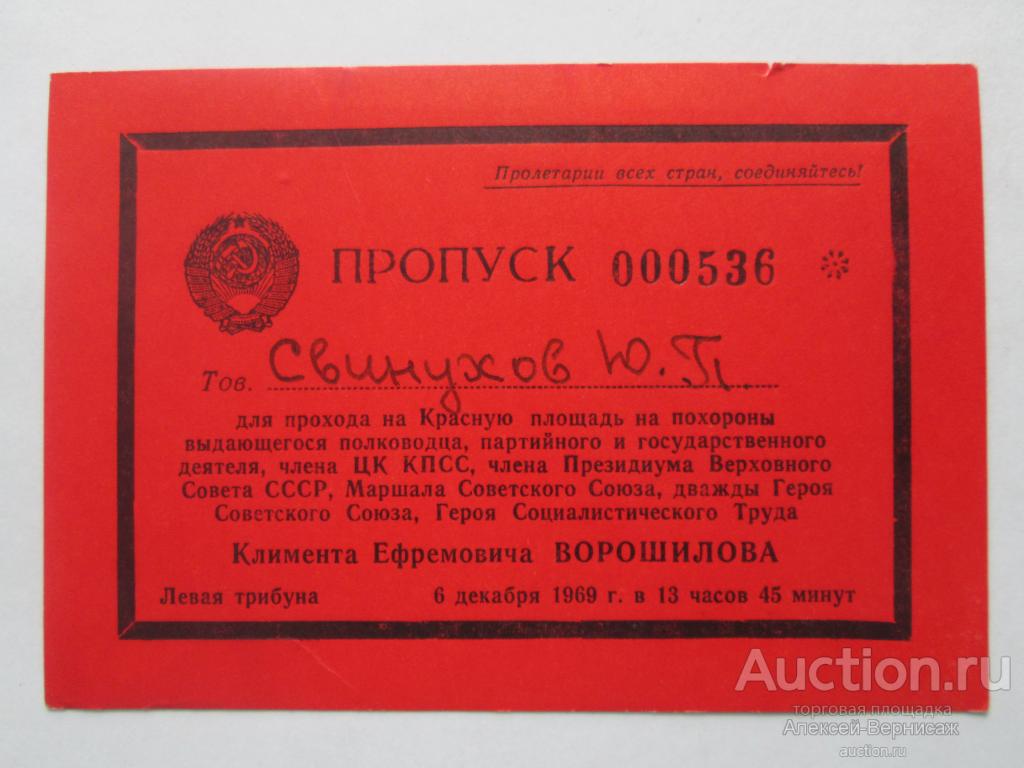 Пролетарии всех стран, соединяйтесь!
ПРОПУСК 000536 *
Тов. Свинухов Ю. П.
для прохода на Красную площадь на похороны
выдающегося полководца, партийного и государственного
деятеля, члена ЦК КПСС, члена Президиума Верховного
Совета СССР, Маршала Советского Союза, дважды Героя
Советского Союза, Героя Социалистического Труда
Климента Ефремовича ВОРОШИЛОВА
Левая трибуна 6 декабря 1969 г. в 13 часов 45 минут
Auction.ru
торговая площадка
Алексей-Вернисаж
auction.ru